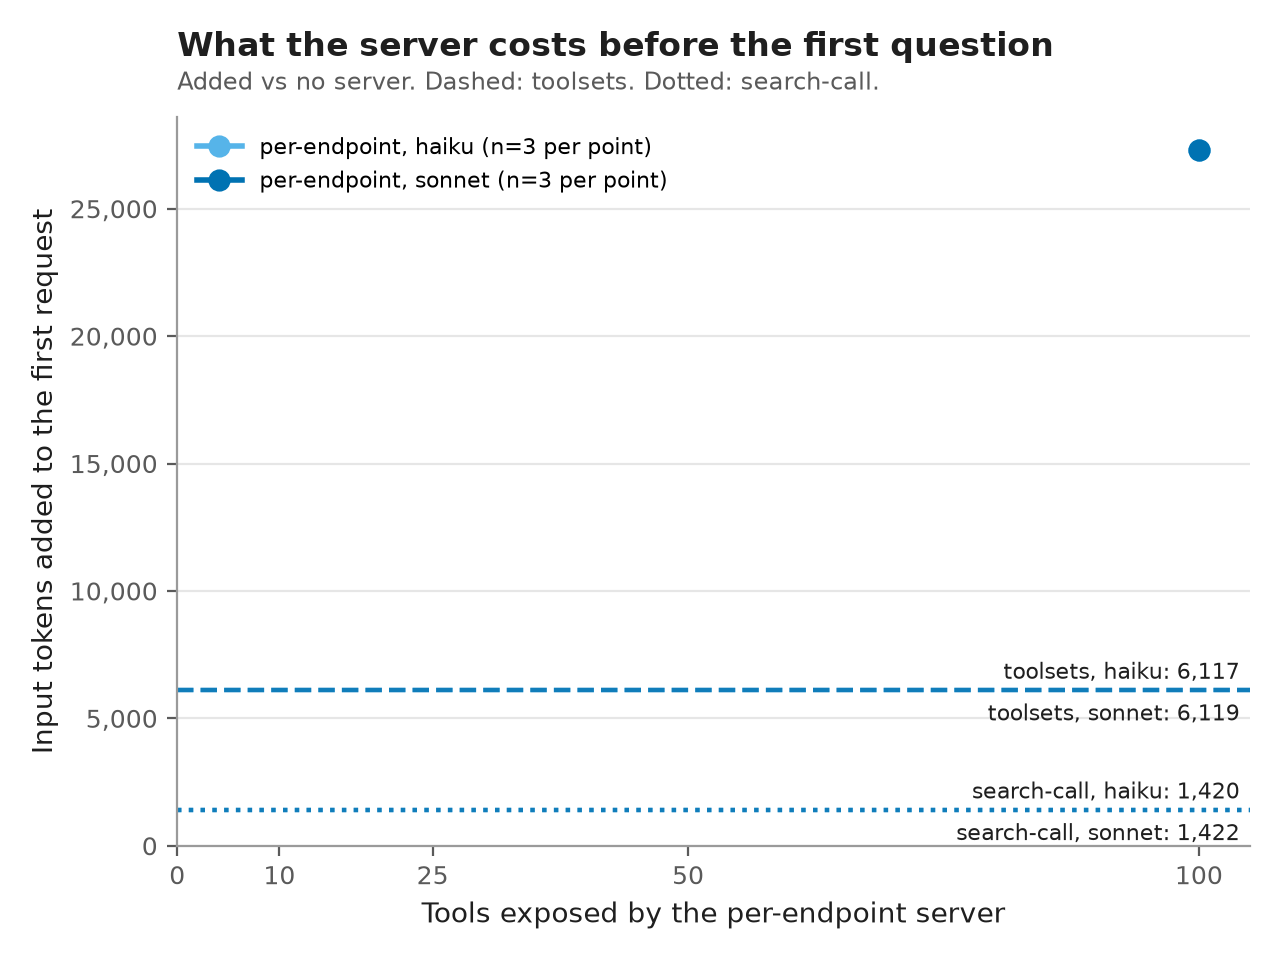 What the server costs before the first question
Added vs no server. Dashed: toolsets. Dotted: search-call.
per-endpoint, haiku (n=3 per point)
per-endpoint, sonnet (n=3 per point)
Input tokens added to the first request
25,000
20,000
15,000
10,000
5,000
0
toolsets, haiku: 6,117
toolsets, sonnet: 6,119
search-call, haiku: 1,420
search-call, sonnet: 1,422
0 10 25 50 100
Tools exposed by the per-endpoint server